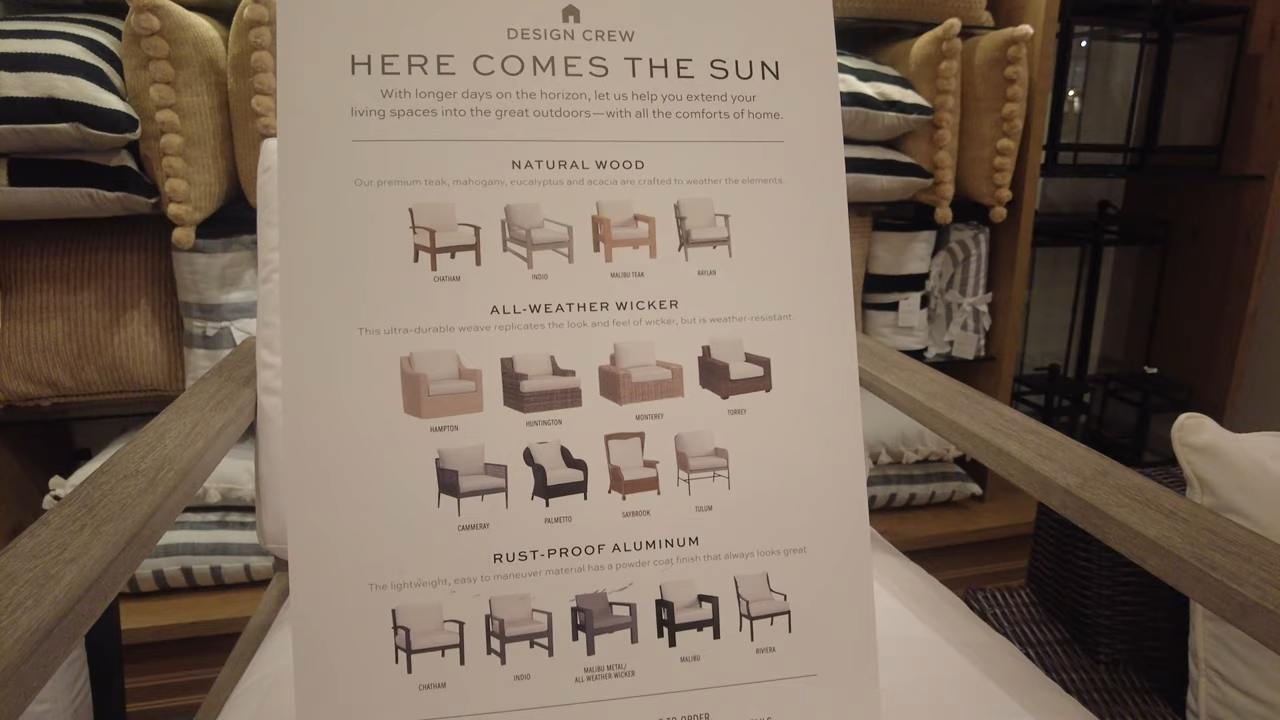 DESIGN CREW
HERE COMES THE SUN
With longer days on the horizon, let us help you extend your
living spaces into the great outdoors—with all the comforts of home.
NATURAL WOOD
Our premium teak, mahogany, eucalyptus and acacia are crafted to weather the elements.
CHATHAM INDIO MALIBU TEAK RAYLAN
ALL-WEATHER WICKER
This ultra-durable weave replicates the look and feel of wicker, but is weather-resistant.
HAMPTON HUNTINGTON MONTEREY TORREY
CAMMERAY PALMETTO SAYBROOK TULUM
RUST-PROOF ALUMINUM
The lightweight, easy to maneuver material has a powder coat finish that always looks great
CHATHAM INDIO MALIBU METAL/ MALIBU RIVIERA
ALL-WEATHER-WICKER
TO ORDER